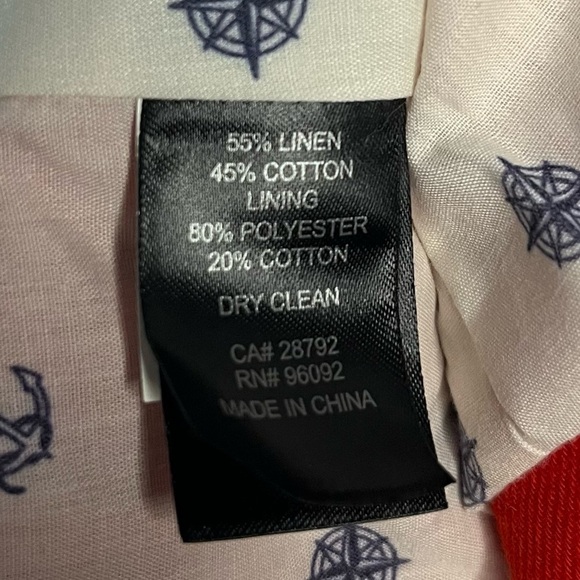 55% LINEN
45% COTTON
LINING
80% POLYESTER
20% COTTON
DRY CLEAN
CA# 28792
RN# 96092
MADE IN CHINA